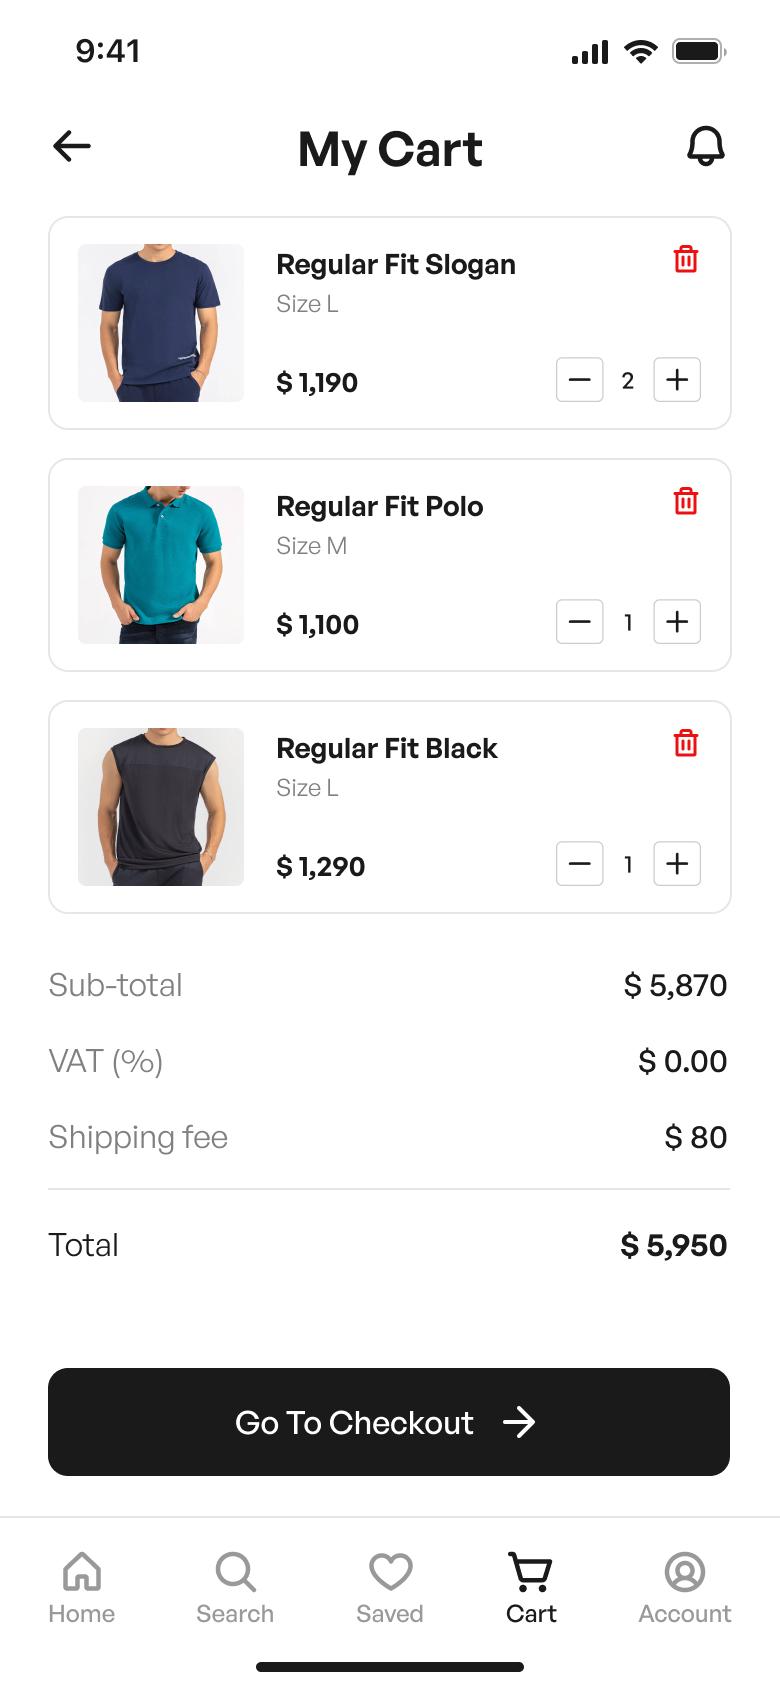 9:41
My Cart
Regular Fit Slogan
Size L
$ 1,190
2
Regular Fit Polo
Size M
$ 1,100
1
Regular Fit Black
Size L
$ 1,290
1
Sub-total $ 5,870
VAT (%) $ 0.00
Shipping fee $ 80
Total $ 5,950
Go To Checkout
Home Search Saved Cart Account